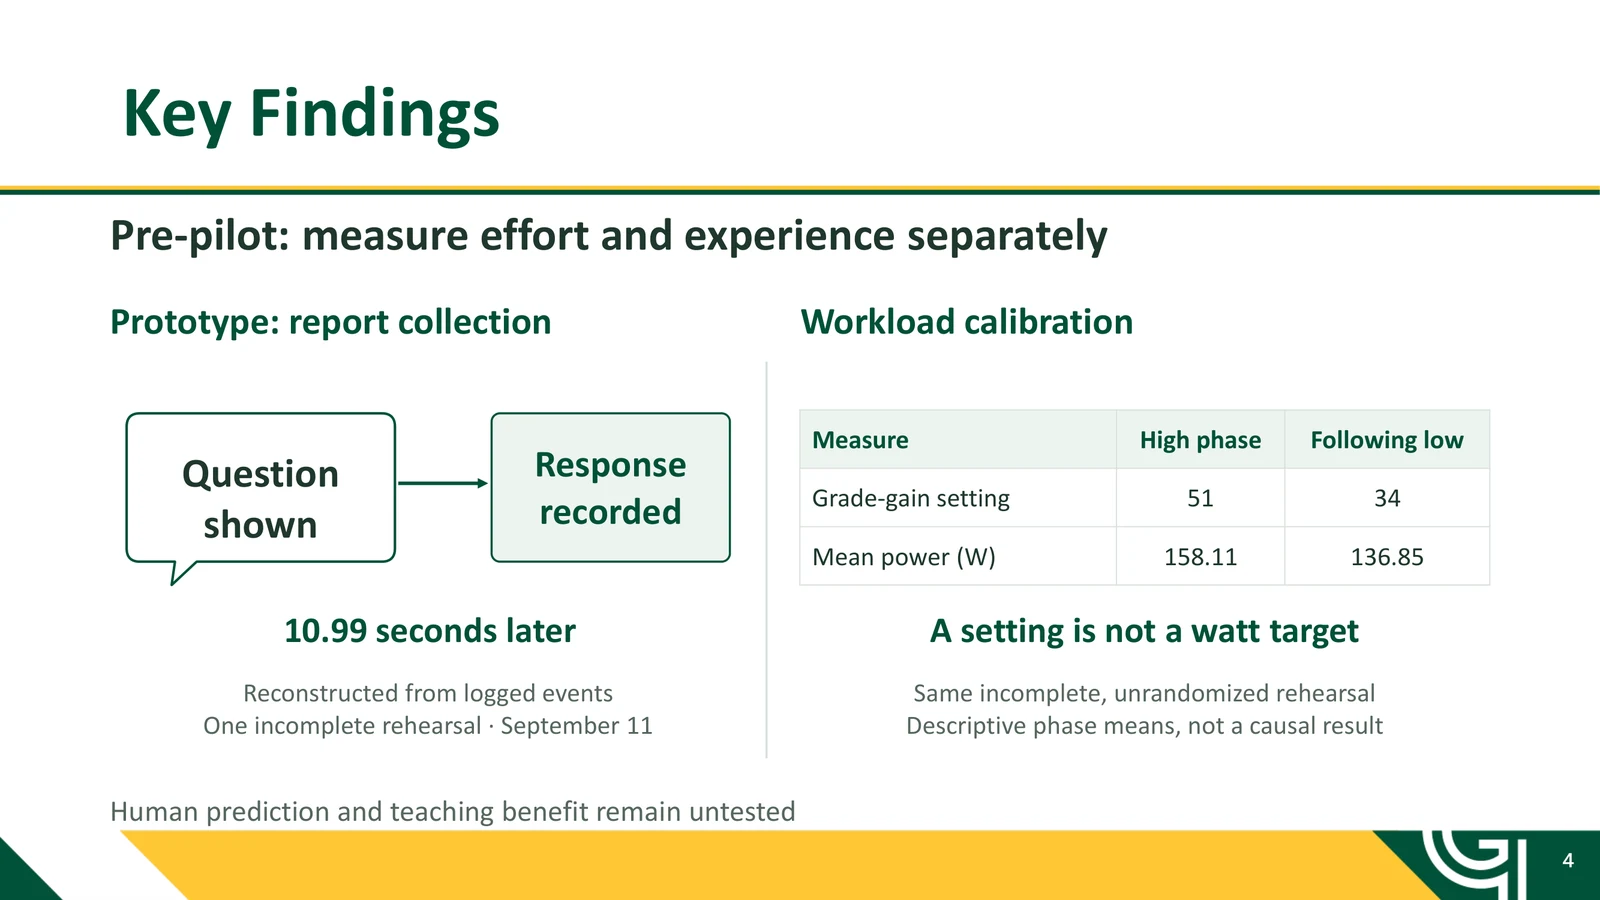 Key Findings
Pre-pilot: measure effort and experience separately
Prototype: report collection
Question
shown
Response
recorded
10.99 seconds later
Reconstructed from logged events
One incomplete rehearsal · September 11
Workload calibration
Measure High phase Following low
Grade-gain setting 51 34
Mean power (W) 158.11 136.85
A setting is not a watt target
Same incomplete, unrandomized rehearsal
Descriptive phase means, not a causal result
Human prediction and teaching benefit remain untested
4